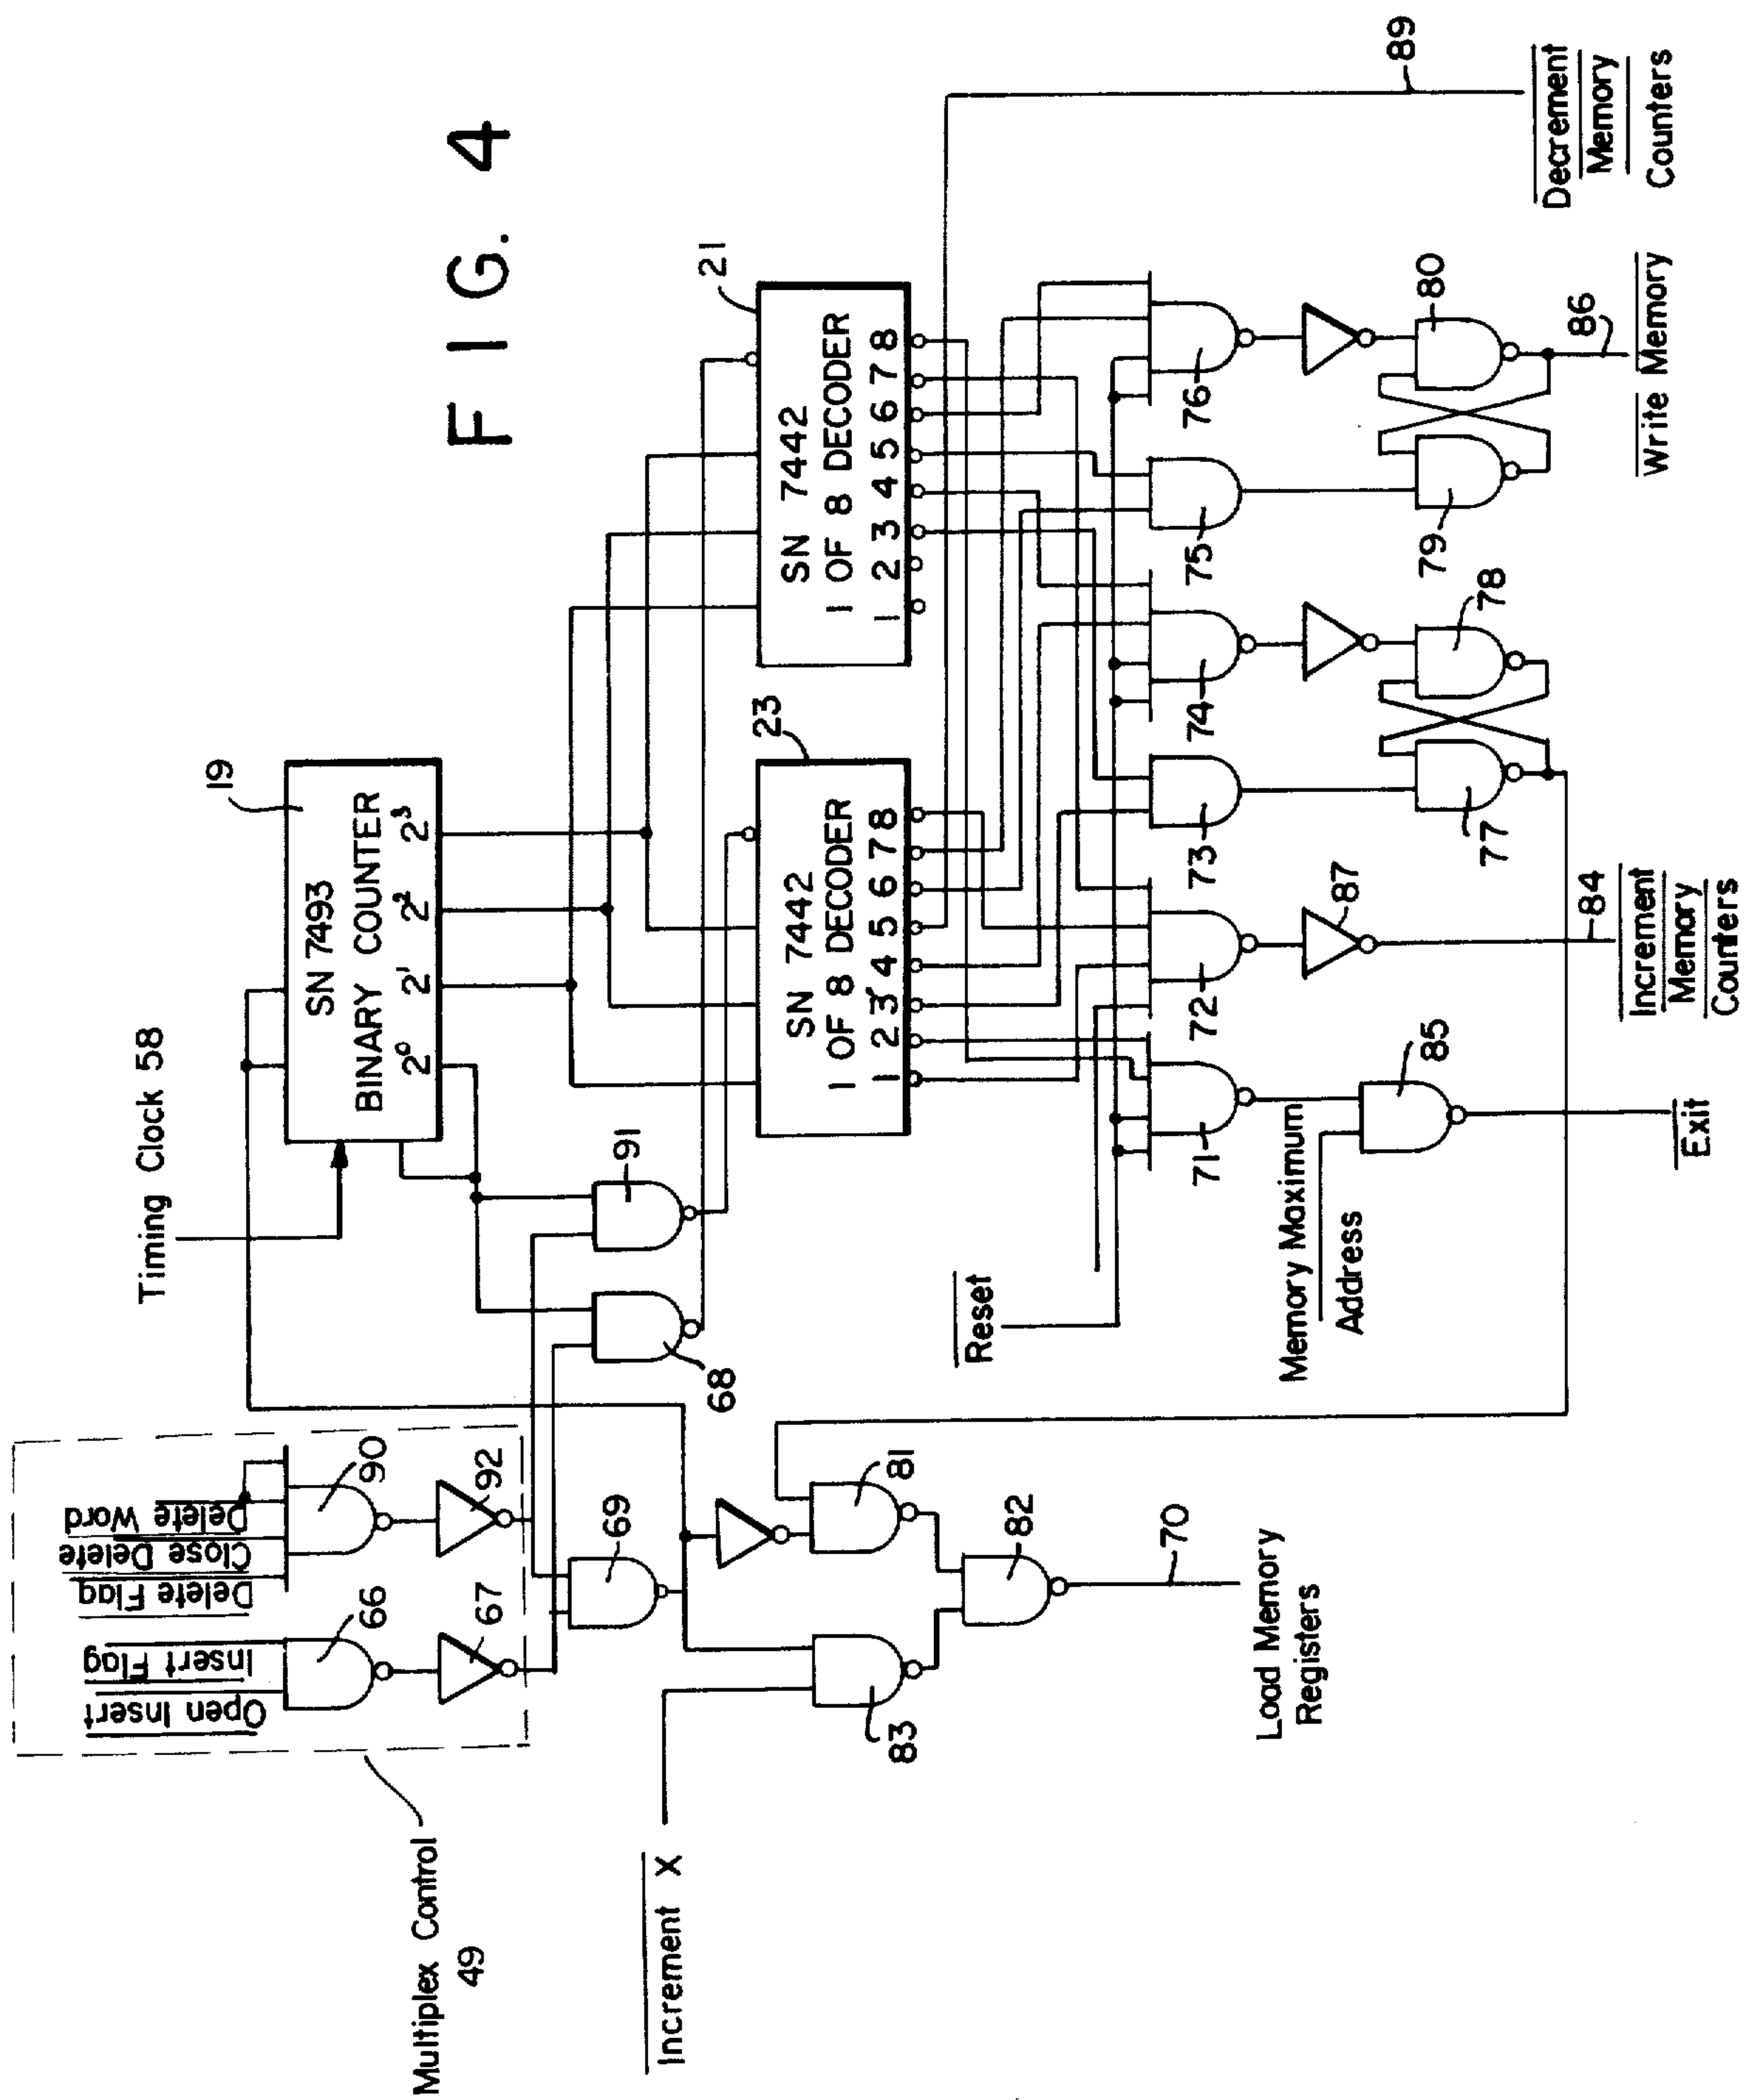 FIG. 4
Timing Clock 58
19
SN 7493
BINARY COUNTER
2⁰ 2¹ 2² 2³
Open Insert
Insert Flag
Delete Flag
Close Delete
Delete Word
66
90
67
92
Multiplex Control
49
69
68
91
23
SN 7442
1 OF 8 DECODER
1 2 3 4 5 6 7 8
21
SN 7442
1 OF 8 DECODER
1 2 3 4 5 6 7 8
Increment X
83
81
82
70
Load Memory
Registers
Reset
71
72
73
74
75
76
Memory Maximum
Address
85
87
77
78
79
80
Exit
84
Increment
Memory
Counters
86
Write Memory
89
Decrement
Memory
Counters